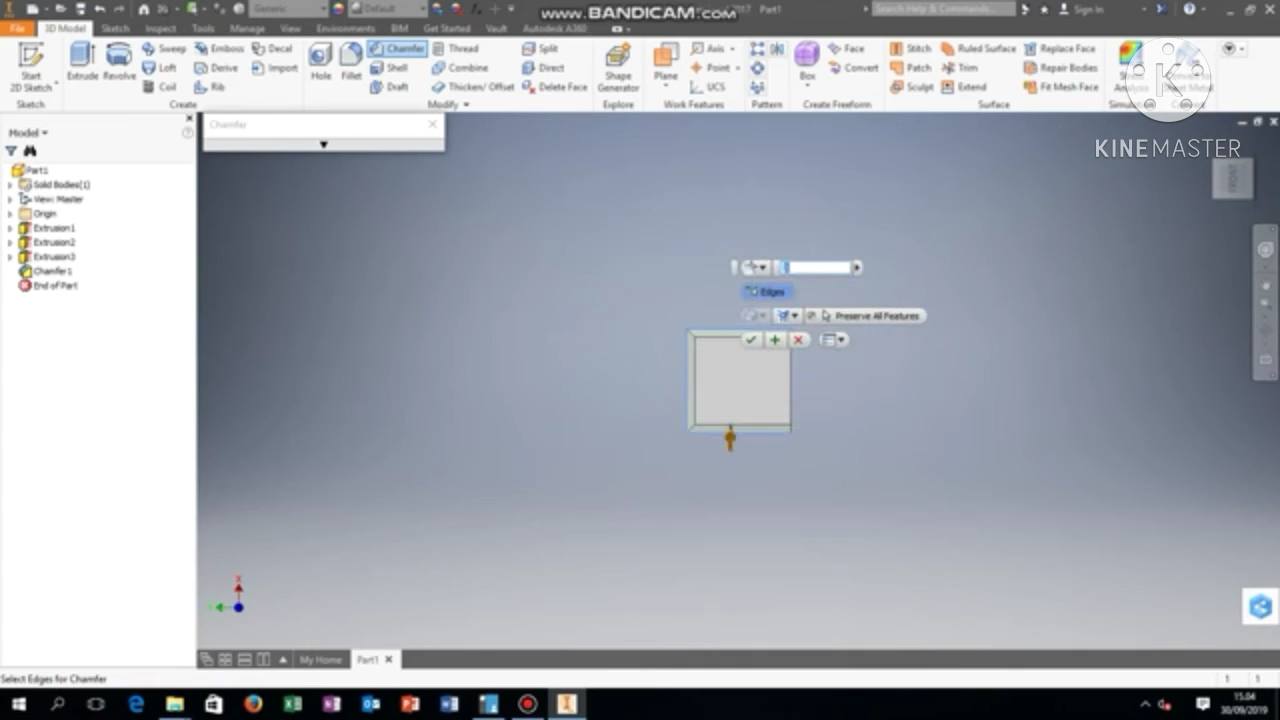 www.BANDICAM.com
Generic Default 2017 Part1 Search Help & Commands... Sign In
File 3D Model Sketch Inspect Tools Manage View Environments BIM Get Started Vault Autodesk A360
Start 2D Sketch Extrude Revolve Sweep Emboss Decal Hole Fillet Chamfer Thread Split Shape Generator Plane Axis Box Face Stitch Ruled Surface Replace Face
Loft Derive Import Shell Combine Direct Point Convert Patch Trim Repair Bodies
Coil Rib Draft Thicken/ Offset Delete Face UCS Sculpt Extend Fit Mesh Face
Sketch Create Modify Explore Work Features Pattern Create Freeform Surface
K
KINEMASTER
Chamfer
Model
Part1
Solid Bodies(1)
View: Master
Origin
Extrusion1
Extrusion2
Extrusion3
Chamfer1
End of Part
FRONT
Edges
Preserve All Features
X
My Home Part1
Select Edges for Chamfer 1 1
15.04
30/09/2019